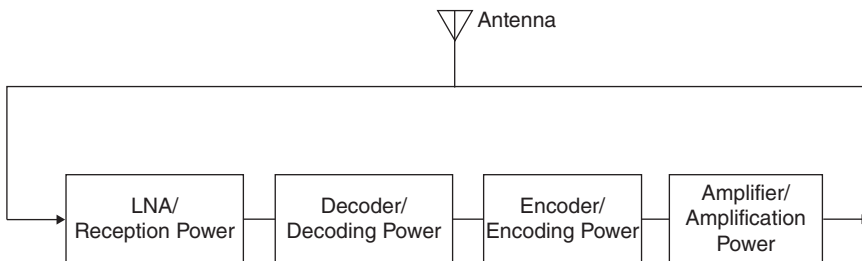 Antenna
LNA/
Reception Power
Decoder/
Decoding Power
Encoder/
Encoding Power
Amplifier/
Amplification
Power